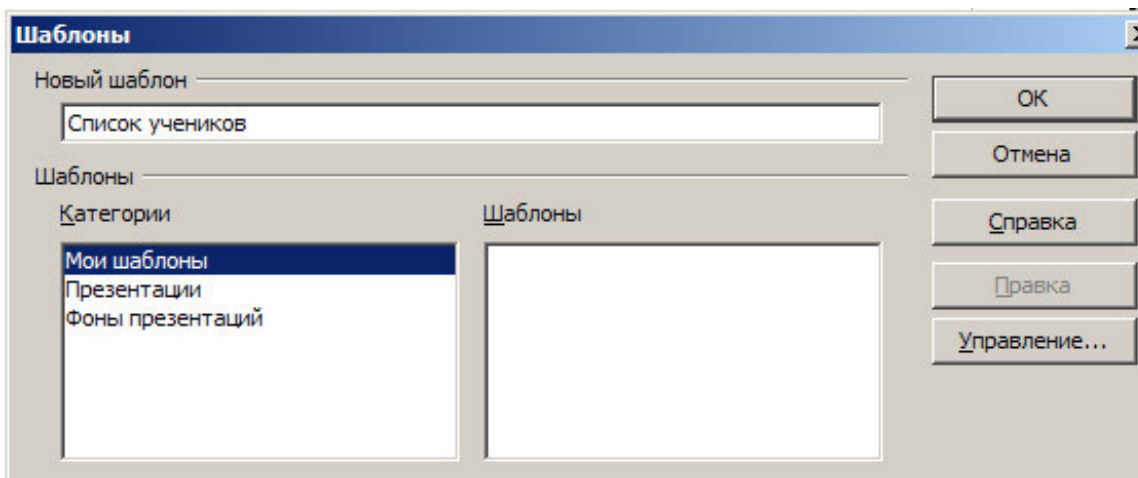 Шаблоны
Новый шаблон
Список учеников
Шаблоны
Категории
Шаблоны
Мои шаблоны
Презентации
Фоны презентаций
OK
Отмена
Справка
Правка
Управление...